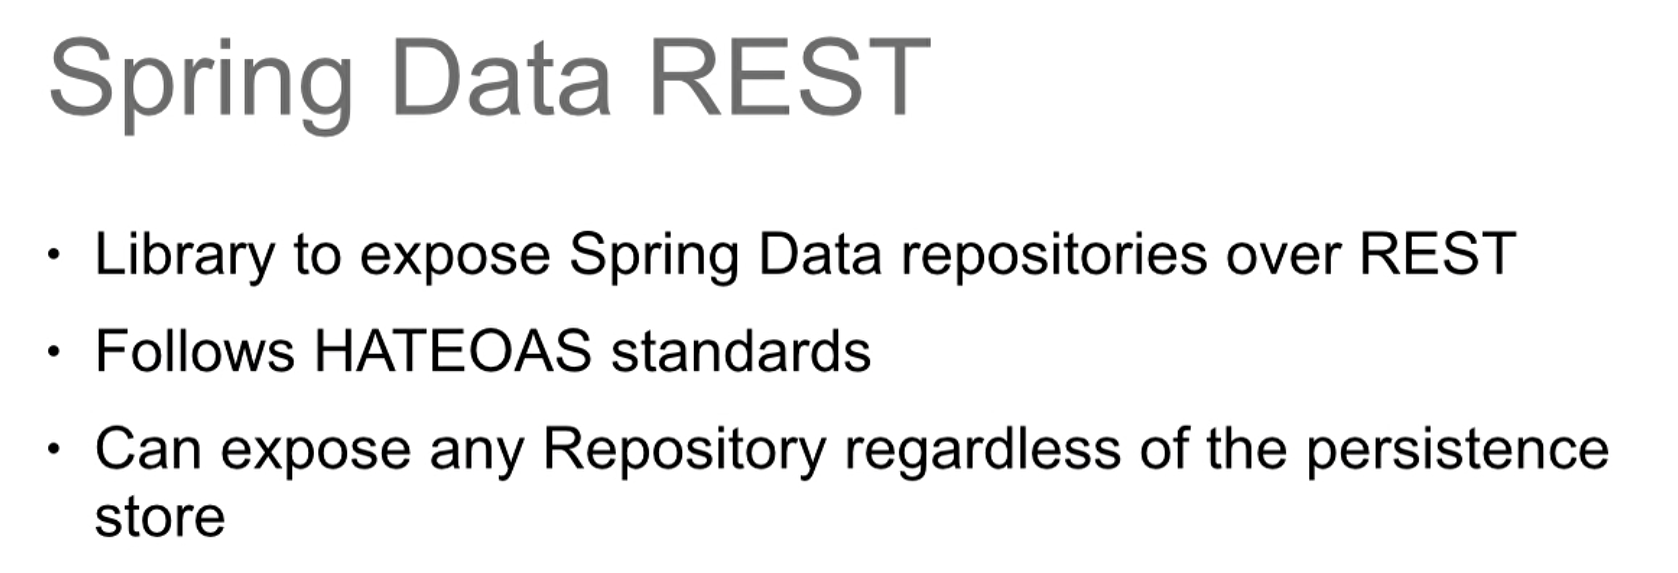 Spring Data REST
• Library to expose Spring Data repositories over REST
• Follows HATEOAS standards
• Can expose any Repository regardless of the persistence
store